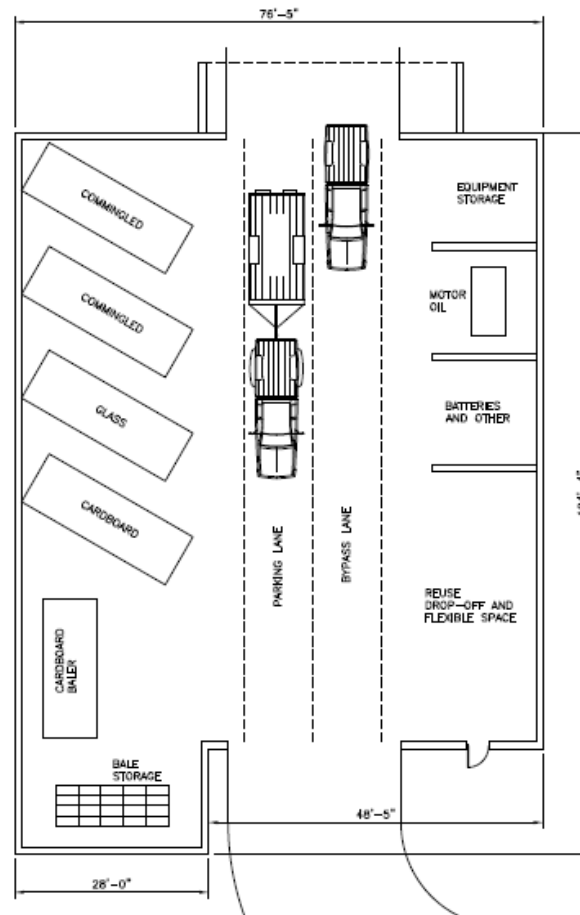 76'-5"
COMMINGLED
EQUIPMENT
STORAGE
COMMINGLED
MOTOR
OIL
GLASS
BATTERIES
AND OTHER
CARDBOARD
PARKING LANE
BYPASS LANE
REUSE
DROP-OFF AND
FLEXIBLE SPACE
CARDBOARD
BALER
BALE
STORAGE
48'-5"
28'-0"